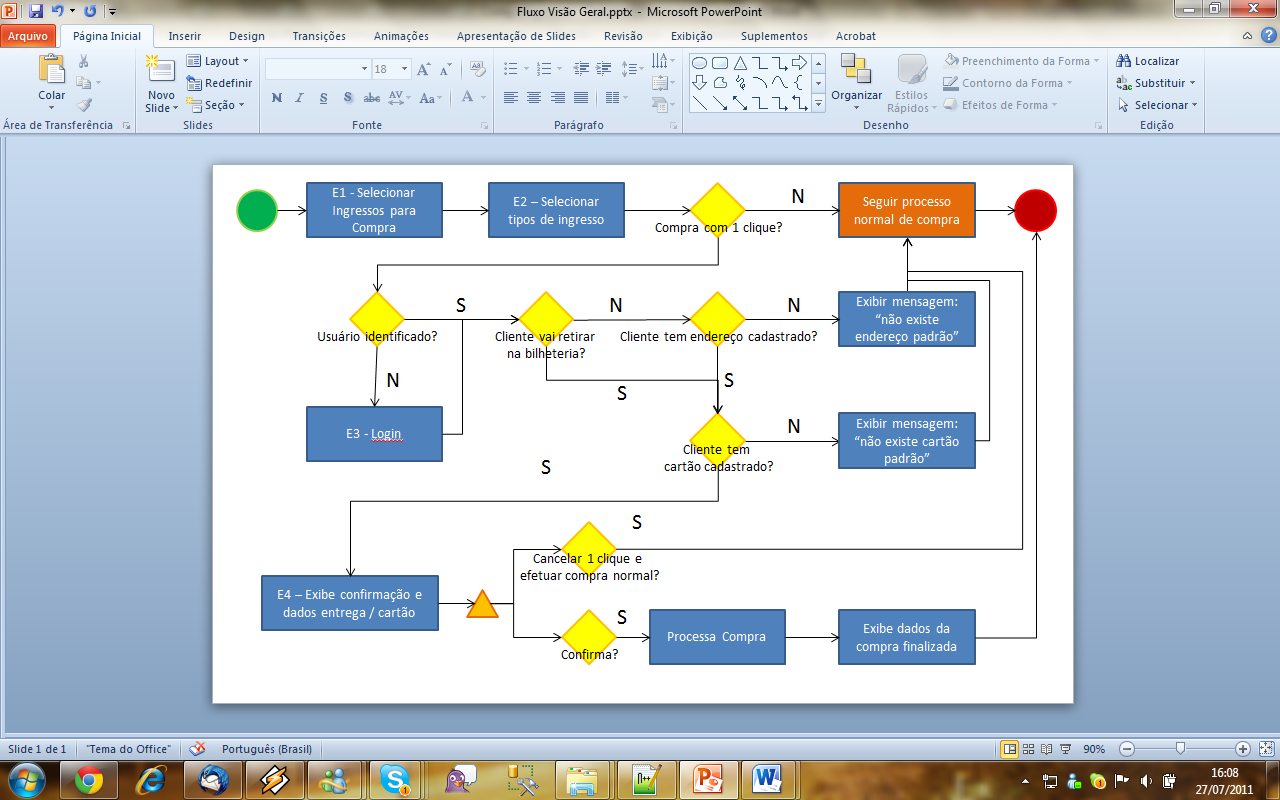 Fluxo Visão Geral.pptx - Microsoft PowerPoint
Arquivo
Página Inicial
Inserir
Design
Transições
Animações
Apresentação de Slides
Revisão
Exibição
Suplementos
Acrobat
Colar
Área de Transferência
Novo
Slide
Layout
Redefinir
Seção
Slides
18
N I S S abc AV Aa A
Fonte
Parágrafo
Organizar
Estilos
Rápidos
Preenchimento da Forma
Contorno da Forma
Efeitos de Forma
Desenho
Localizar
Substituir
Selecionar
Edição
E1 - Selecionar
Ingressos para
Compra
E2 – Selecionar
tipos de ingresso
Compra com 1 clique?
N
Seguir processo
normal de compra
Usuário identificado?
S
Cliente vai retirar
na bilheteria?
N
Cliente tem endereço cadastrado?
N
Exibir mensagem:
“não existe
endereço padrão”
N
S
S
E3 - Login
Cliente tem
cartão cadastrado?
N
Exibir mensagem:
“não existe cartão
padrão”
S
S
Cancelar 1 clique e
efetuar compra normal?
E4 – Exibe confirmação e
dados entrega / cartão
S
Confirma?
Processa Compra
Exibe dados da
compra finalizada
Slide 1 de 1
"Tema do Office"
Português (Brasil)
90%
16:08
27/07/2011